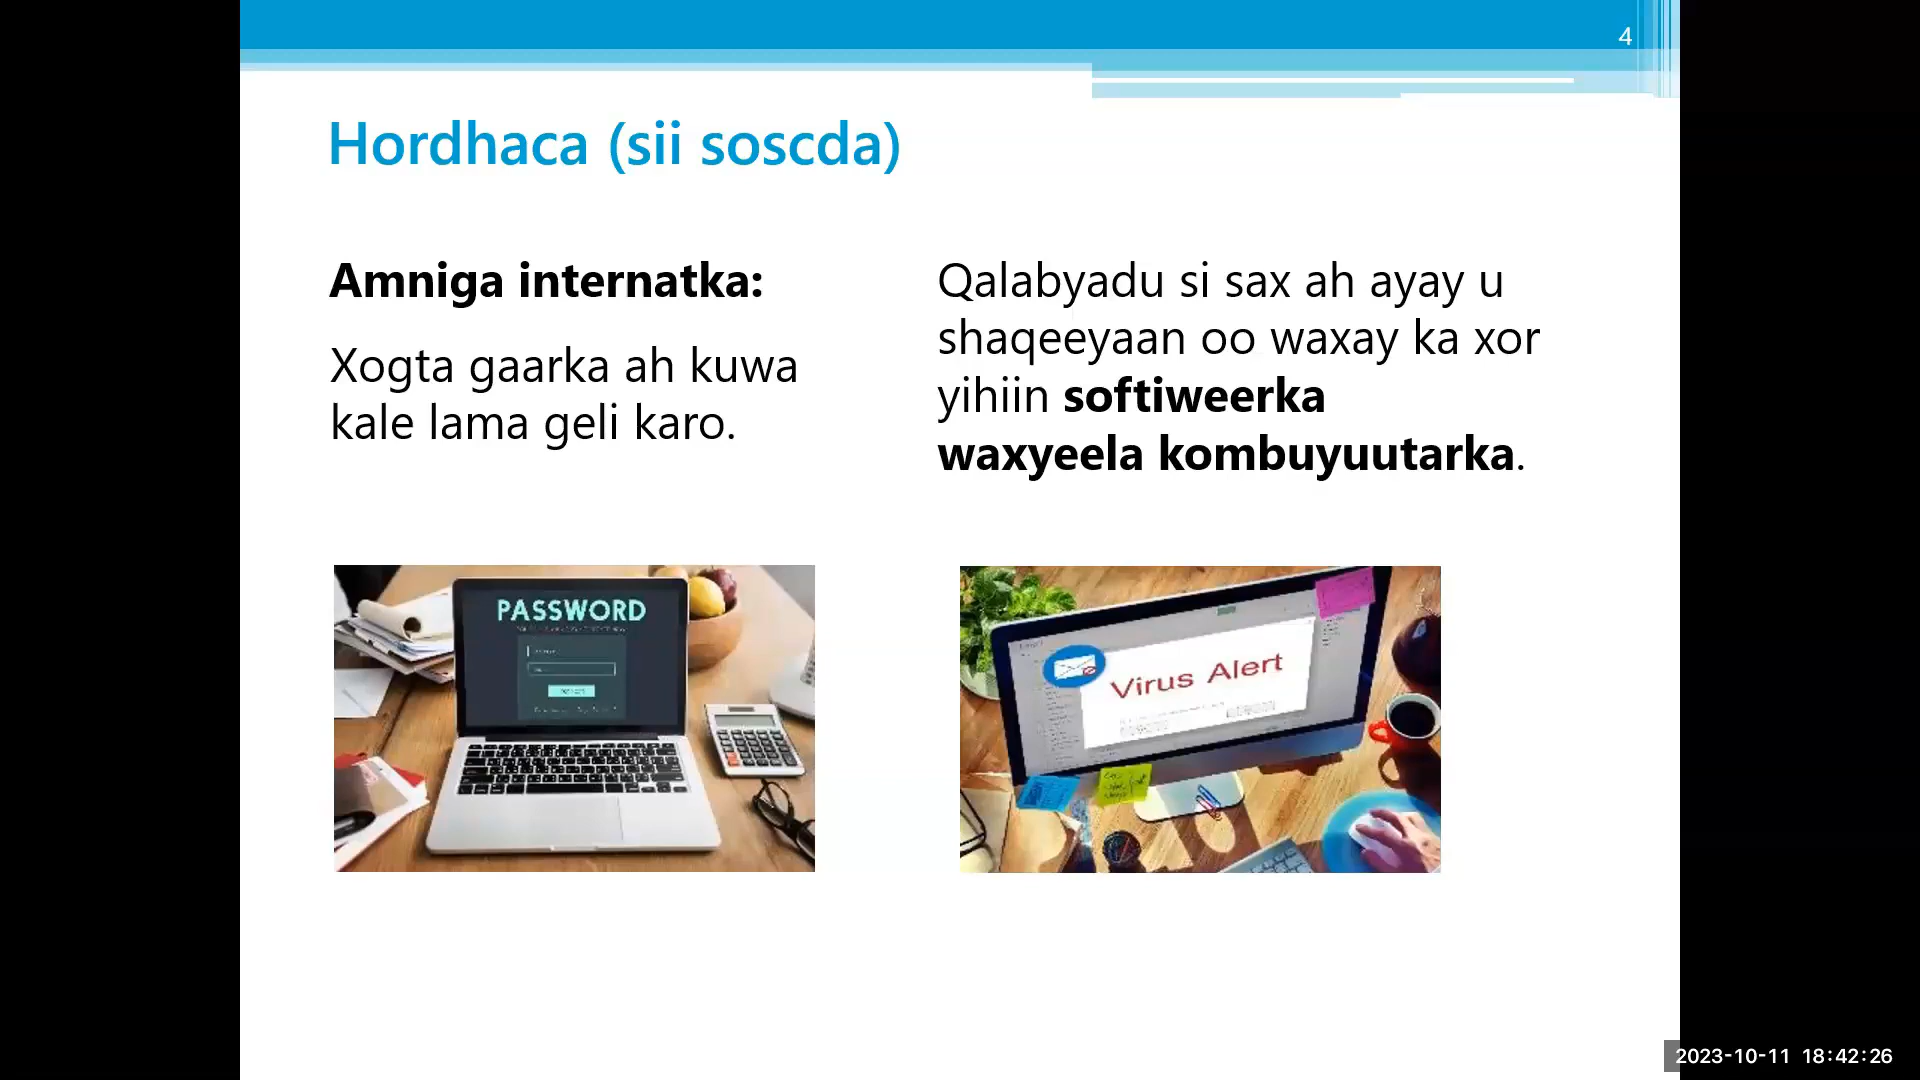 4
Hordhaca (sii soscda)
Amniga internatka:
Xogta gaarka ah kuwa
kale lama geli karo.
Qalabyadu si sax ah ayay u
shaqeeyaan oo waxay ka xor
yihiin softiweerka
waxyeela kombuyuutarka.
PASSWORD
Virus Alert
2023-10-11 18:42:26